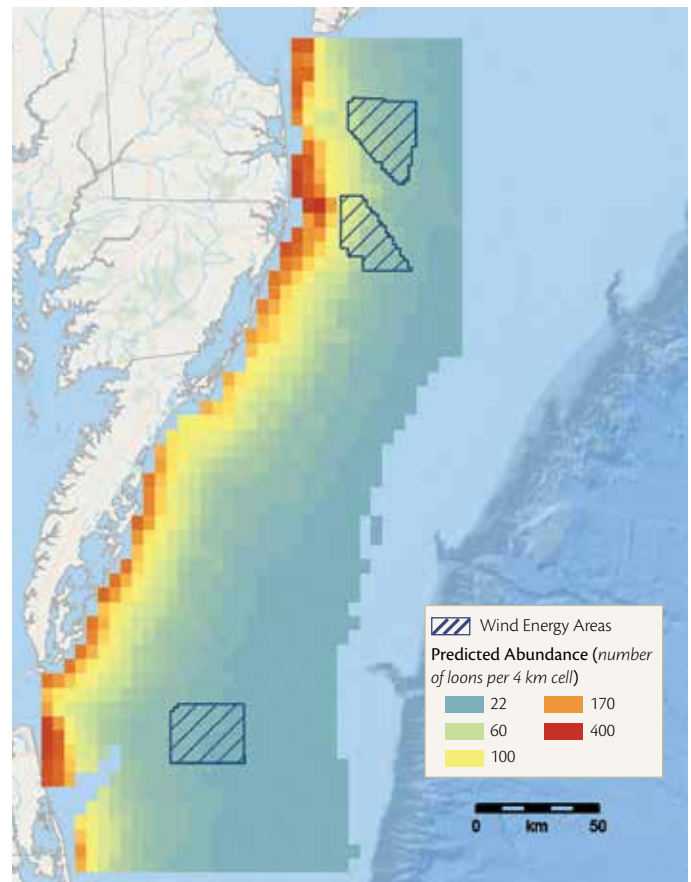 Wind Energy Areas
Predicted Abundance (number
of loons per 4 km cell)
22
170
60
400
100
0 km 50